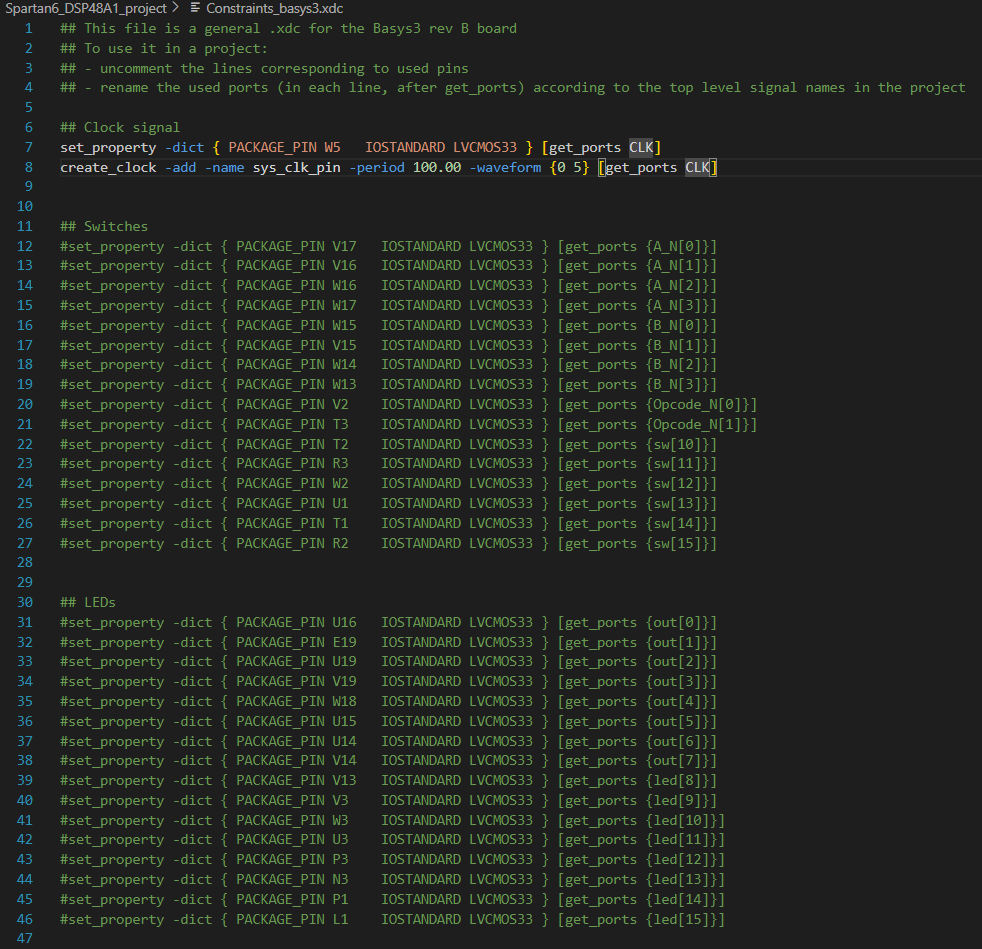 Spartan6_DSP48A1_project > Constraints_basys3.xdc
1 ## This file is a general .xdc for the Basys3 rev B board
2 ## To use it in a project:
3 ## - uncomment the lines corresponding to used pins
4 ## - rename the used ports (in each line, after get_ports) according to the top level signal names in the project
5
6 ## Clock signal
7 set_property -dict { PACKAGE_PIN W5   IOSTANDARD LVCMOS33 } [get_ports CLK]
8 create_clock -add -name sys_clk_pin -period 100.00 -waveform {0 5} [get_ports CLK]
9
10
11 ## Switches
12 #set_property -dict { PACKAGE_PIN V17   IOSTANDARD LVCMOS33 } [get_ports {A_N[0]}]
13 #set_property -dict { PACKAGE_PIN V16   IOSTANDARD LVCMOS33 } [get_ports {A_N[1]}]
14 #set_property -dict { PACKAGE_PIN W16   IOSTANDARD LVCMOS33 } [get_ports {A_N[2]}]
15 #set_property -dict { PACKAGE_PIN W17   IOSTANDARD LVCMOS33 } [get_ports {A_N[3]}]
16 #set_property -dict { PACKAGE_PIN W15   IOSTANDARD LVCMOS33 } [get_ports {B_N[0]}]
17 #set_property -dict { PACKAGE_PIN V15   IOSTANDARD LVCMOS33 } [get_ports {B_N[1]}]
18 #set_property -dict { PACKAGE_PIN W14   IOSTANDARD LVCMOS33 } [get_ports {B_N[2]}]
19 #set_property -dict { PACKAGE_PIN W13   IOSTANDARD LVCMOS33 } [get_ports {B_N[3]}]
20 #set_property -dict { PACKAGE_PIN V2    IOSTANDARD LVCMOS33 } [get_ports {Opcode_N[0]}]
21 #set_property -dict { PACKAGE_PIN T3    IOSTANDARD LVCMOS33 } [get_ports {Opcode_N[1]}]
22 #set_property -dict { PACKAGE_PIN T2    IOSTANDARD LVCMOS33 } [get_ports {sw[10]}]
23 #set_property -dict { PACKAGE_PIN R3    IOSTANDARD LVCMOS33 } [get_ports {sw[11]}]
24 #set_property -dict { PACKAGE_PIN W2    IOSTANDARD LVCMOS33 } [get_ports {sw[12]}]
25 #set_property -dict { PACKAGE_PIN U1    IOSTANDARD LVCMOS33 } [get_ports {sw[13]}]
26 #set_property -dict { PACKAGE_PIN T1    IOSTANDARD LVCMOS33 } [get_ports {sw[14]}]
27 #set_property -dict { PACKAGE_PIN R2    IOSTANDARD LVCMOS33 } [get_ports {sw[15]}]
28
29
30 ## LEDs
31 #set_property -dict { PACKAGE_PIN U16   IOSTANDARD LVCMOS33 } [get_ports {out[0]}]
32 #set_property -dict { PACKAGE_PIN E19   IOSTANDARD LVCMOS33 } [get_ports {out[1]}]
33 #set_property -dict { PACKAGE_PIN U19   IOSTANDARD LVCMOS33 } [get_ports {out[2]}]
34 #set_property -dict { PACKAGE_PIN V19   IOSTANDARD LVCMOS33 } [get_ports {out[3]}]
35 #set_property -dict { PACKAGE_PIN W18   IOSTANDARD LVCMOS33 } [get_ports {out[4]}]
36 #set_property -dict { PACKAGE_PIN U15   IOSTANDARD LVCMOS33 } [get_ports {out[5]}]
37 #set_property -dict { PACKAGE_PIN U14   IOSTANDARD LVCMOS33 } [get_ports {out[6]}]
38 #set_property -dict { PACKAGE_PIN V14   IOSTANDARD LVCMOS33 } [get_ports {out[7]}]
39 #set_property -dict { PACKAGE_PIN V13   IOSTANDARD LVCMOS33 } [get_ports {led[8]}]
40 #set_property -dict { PACKAGE_PIN V3    IOSTANDARD LVCMOS33 } [get_ports {led[9]}]
41 #set_property -dict { PACKAGE_PIN W3    IOSTANDARD LVCMOS33 } [get_ports {led[10]}]
42 #set_property -dict { PACKAGE_PIN U3    IOSTANDARD LVCMOS33 } [get_ports {led[11]}]
43 #set_property -dict { PACKAGE_PIN P3    IOSTANDARD LVCMOS33 } [get_ports {led[12]}]
44 #set_property -dict { PACKAGE_PIN N3    IOSTANDARD LVCMOS33 } [get_ports {led[13]}]
45 #set_property -dict { PACKAGE_PIN P1    IOSTANDARD LVCMOS33 } [get_ports {led[14]}]
46 #set_property -dict { PACKAGE_PIN L1    IOSTANDARD LVCMOS33 } [get_ports {led[15]}]
47